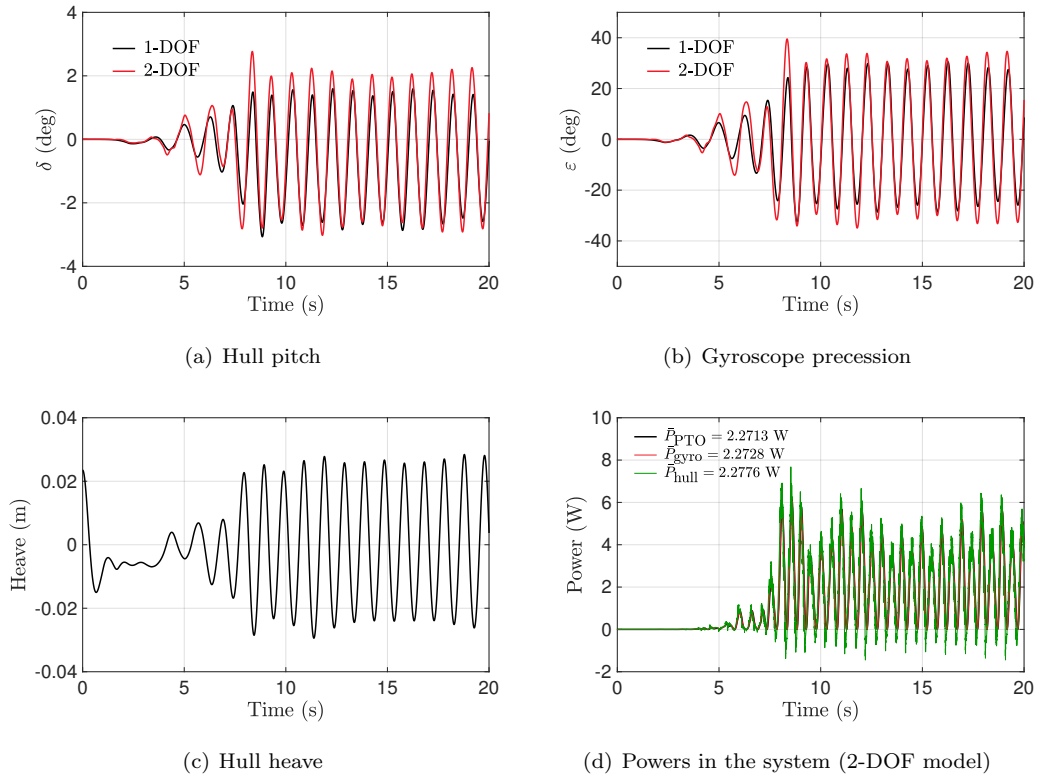 4
2
0
-2
-4
δ (deg)
1-DOF
2-DOF
0 5 10 15 20
Time (s)
(a) Hull pitch
40
20
0
-20
-40
ε (deg)
1-DOF
2-DOF
0 5 10 15 20
Time (s)
(b) Gyroscope precession
0.04
0.02
0
-0.02
-0.04
Heave (m)
0 5 10 15 20
Time (s)
(c) Hull heave
10
8
6
4
2
0
-2
Power (W)
P̄PTO = 2.2713 W
P̄gyro = 2.2728 W
P̄hull = 2.2776 W
0 5 10 15 20
Time (s)
(d) Powers in the system (2-DOF model)